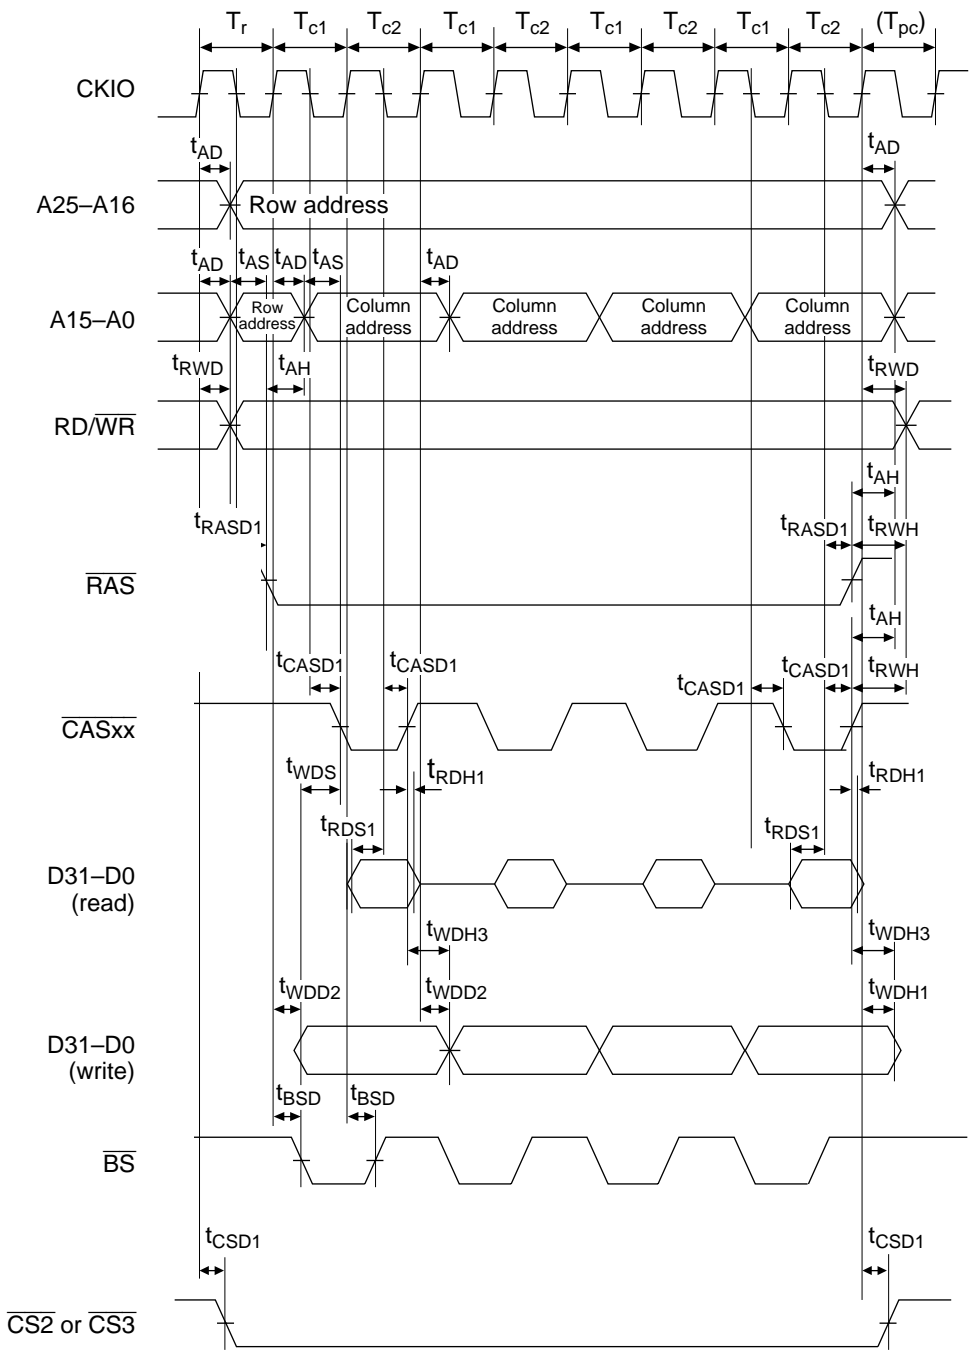 Tr Tc1 Tc2 Tc1 Tc2 Tc1 Tc2 Tc1 Tc2 (Tpc)
CKIO
tAD tAD
A25–A16 Row address
tAD tAS tAD tAS tAD
A15–A0 Row address Column address Column address Column address Column address
tRWD tAH tRWD
RD/WR
tAH
tRASD1 tRASD1 tRWH
RAS
tAH
tCASD1 tCASD1 tCASD1 tCASD1 tRWH
CASxx
tWDS tRDH1 tRDH1
tRDS1 tRDS1
D31–D0
(read)
tWDH3 tWDH3
tWDD2 tWDD2 tWDH1
D31–D0
(write)
tBSD tBSD
BS
tCSD1 tCSD1
CS2 or CS3